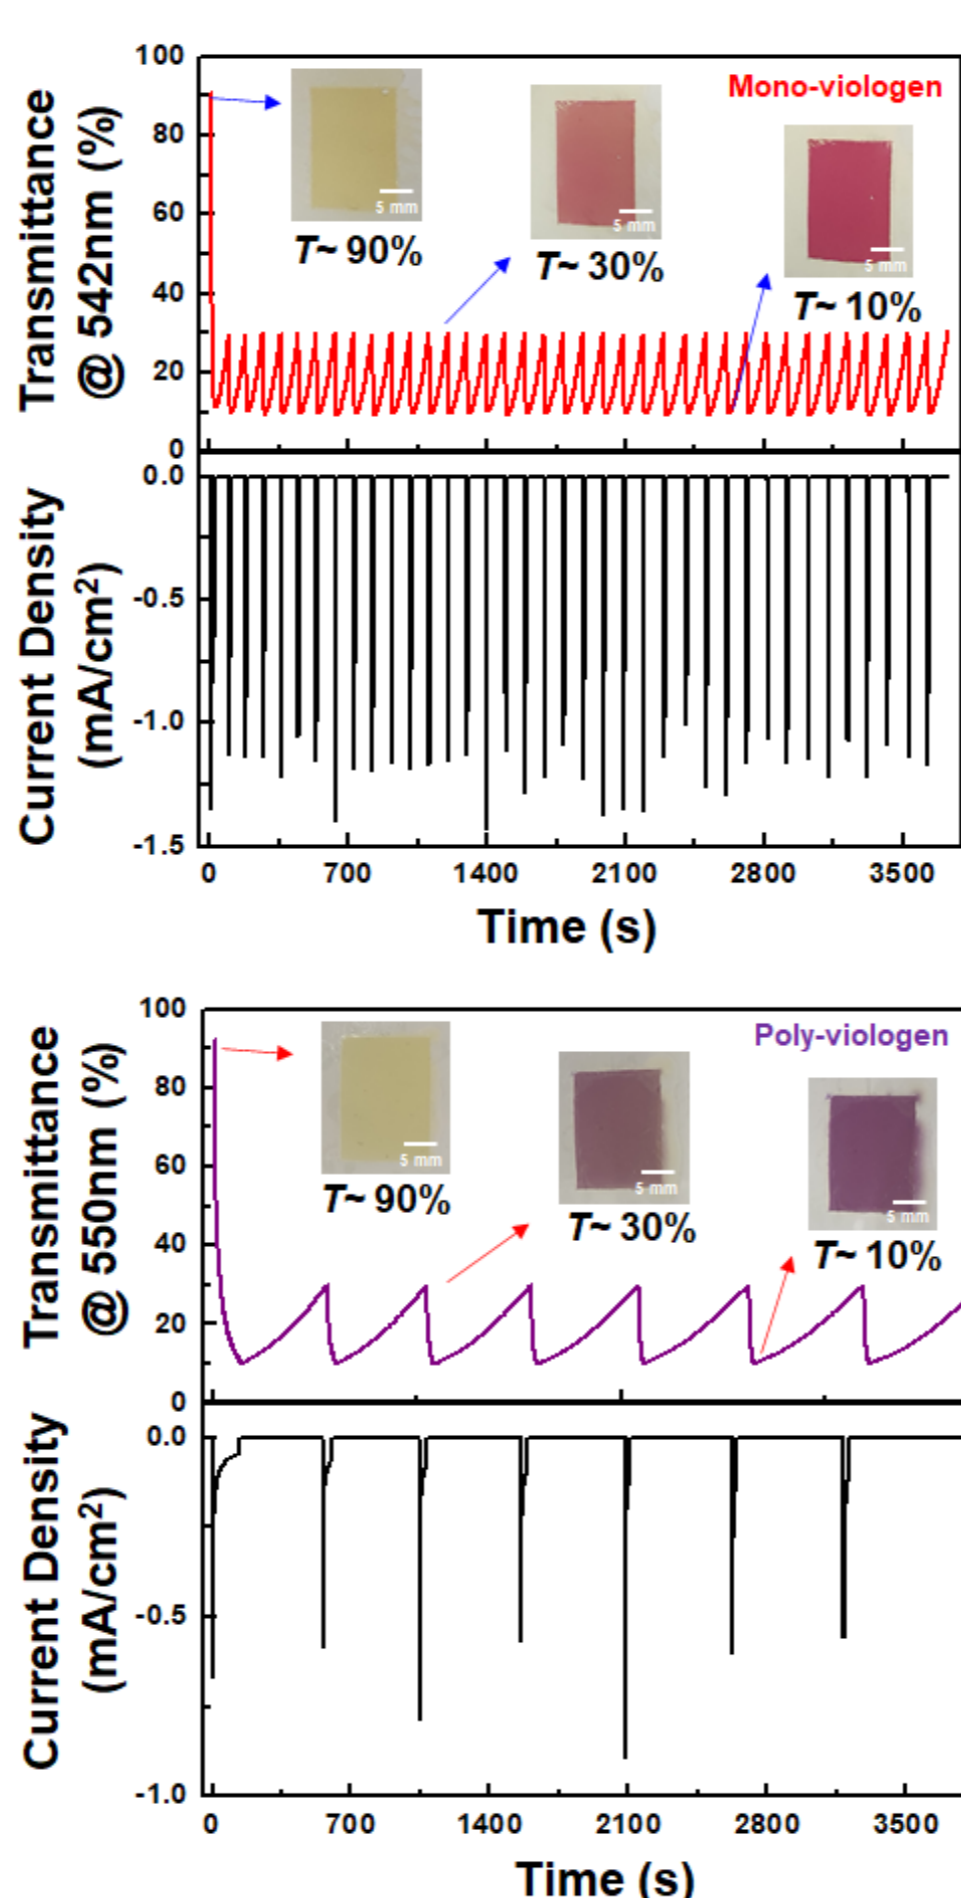 Transmittance
@ 542nm (%)
100
80
60
40
20
0
Mono-viologen
5 mm
T~ 90%
5 mm
T~ 30%
5 mm
T~ 10%
Current Density
(mA/cm²)
0.0
-0.5
-1.0
-1.5
0 700 1400 2100 2800 3500
Time (s)
Transmittance
@ 550nm (%)
100
80
60
40
20
0
Poly-viologen
5 mm
T~ 90%
5 mm
T~ 30%
5 mm
T~ 10%
Current Density
(mA/cm²)
0.0
-0.5
-1.0
0 700 1400 2100 2800 3500
Time (s)